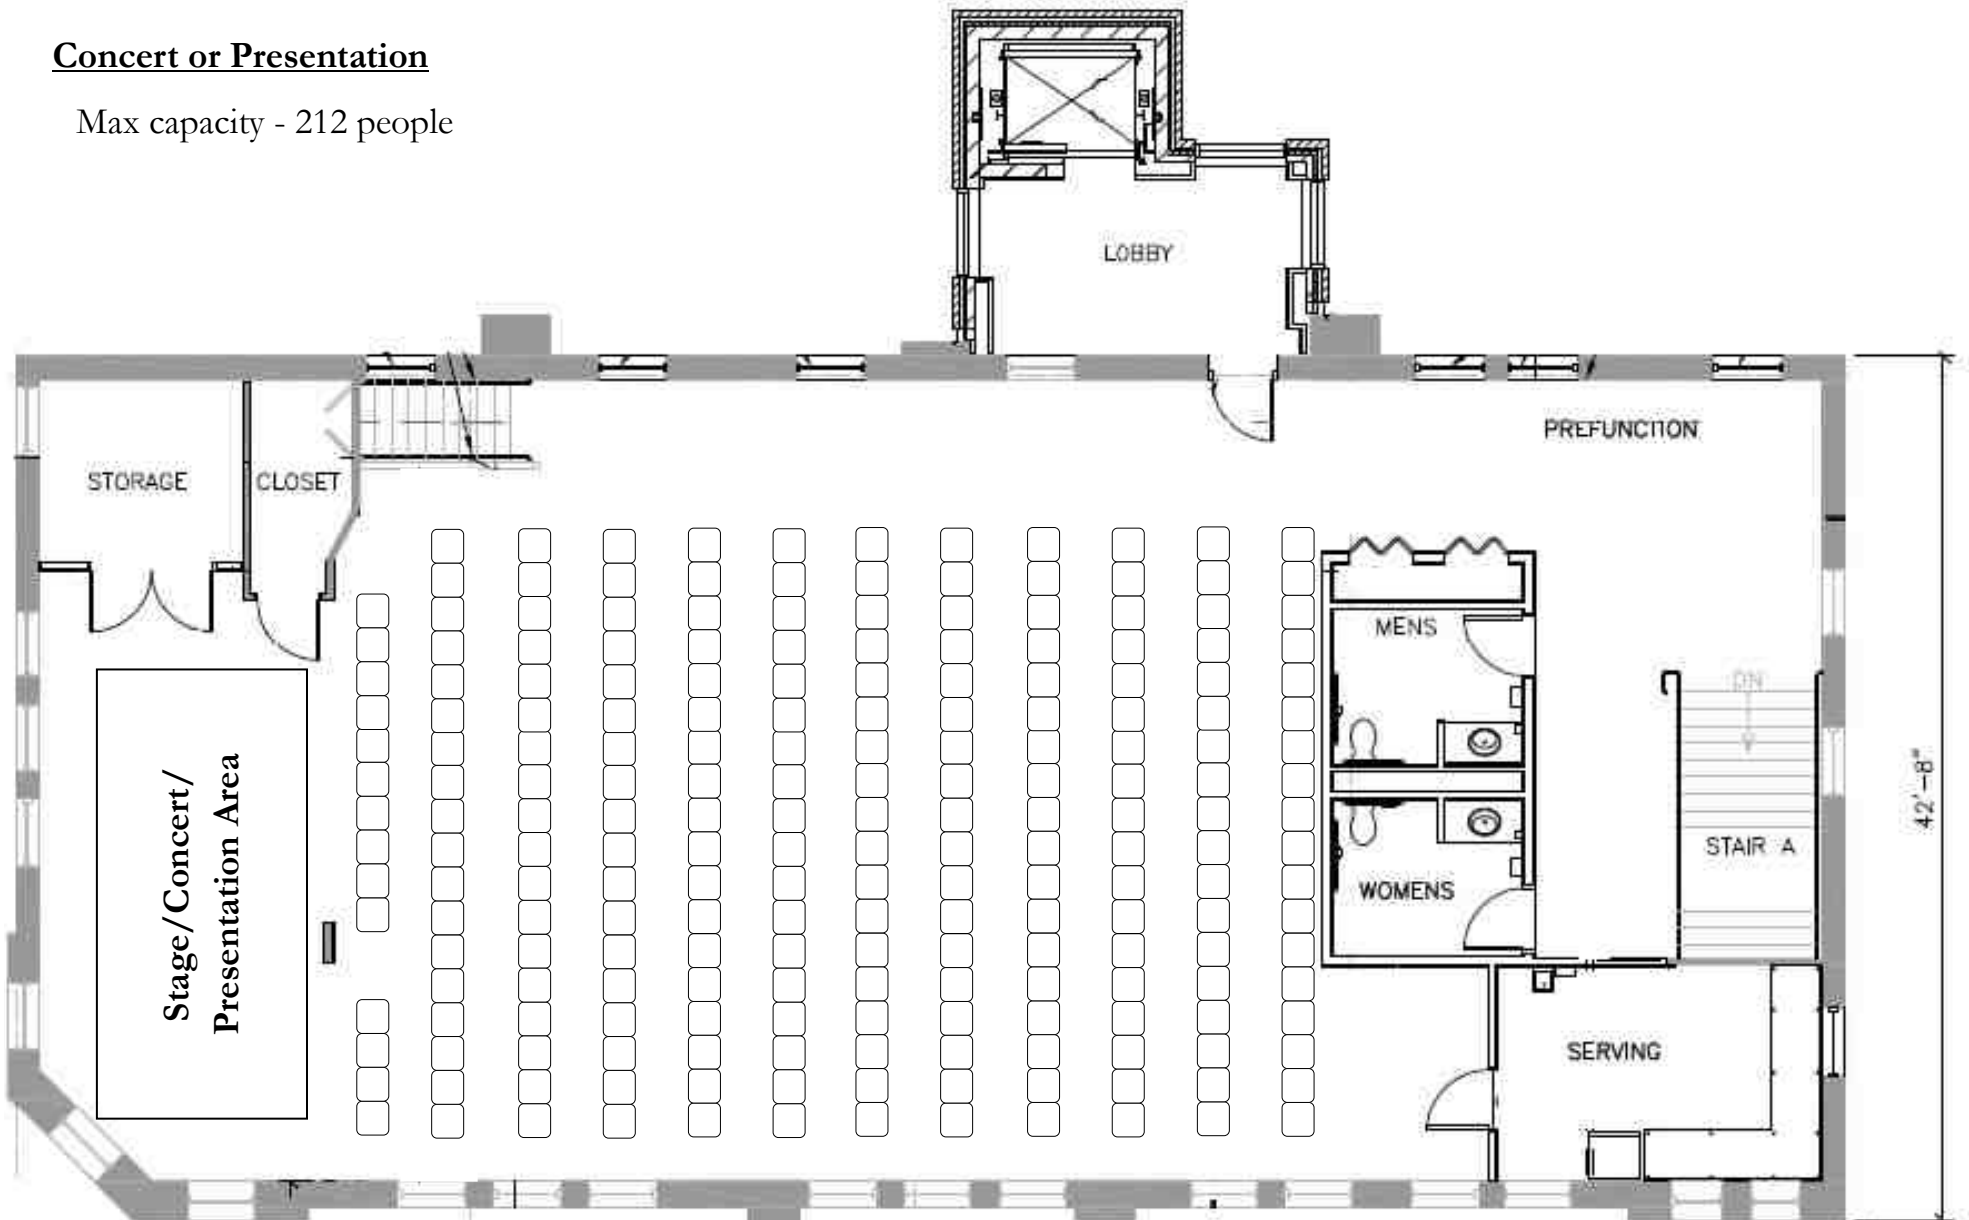 Concert or Presentation
Max capacity - 212 people
LOBBY
PREFUNCTION
STORAGE
CLOSET
MENS
DN
Stage/Concert/
Presentation Area
42'-8"
STAIR A
WOMENS
SERVING